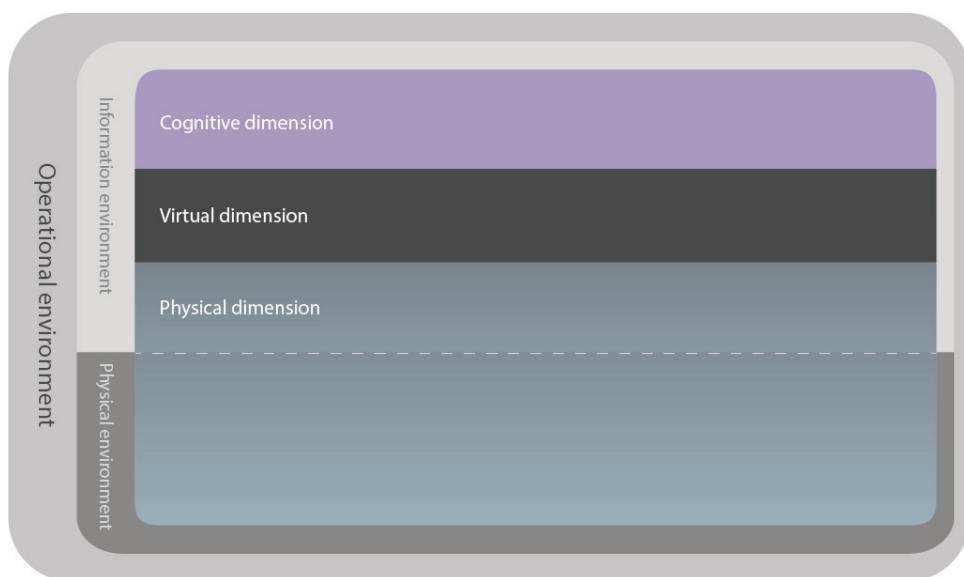 Operational environment
Information environment
Cognitive dimension
Virtual dimension
Physical dimension
Physical environment